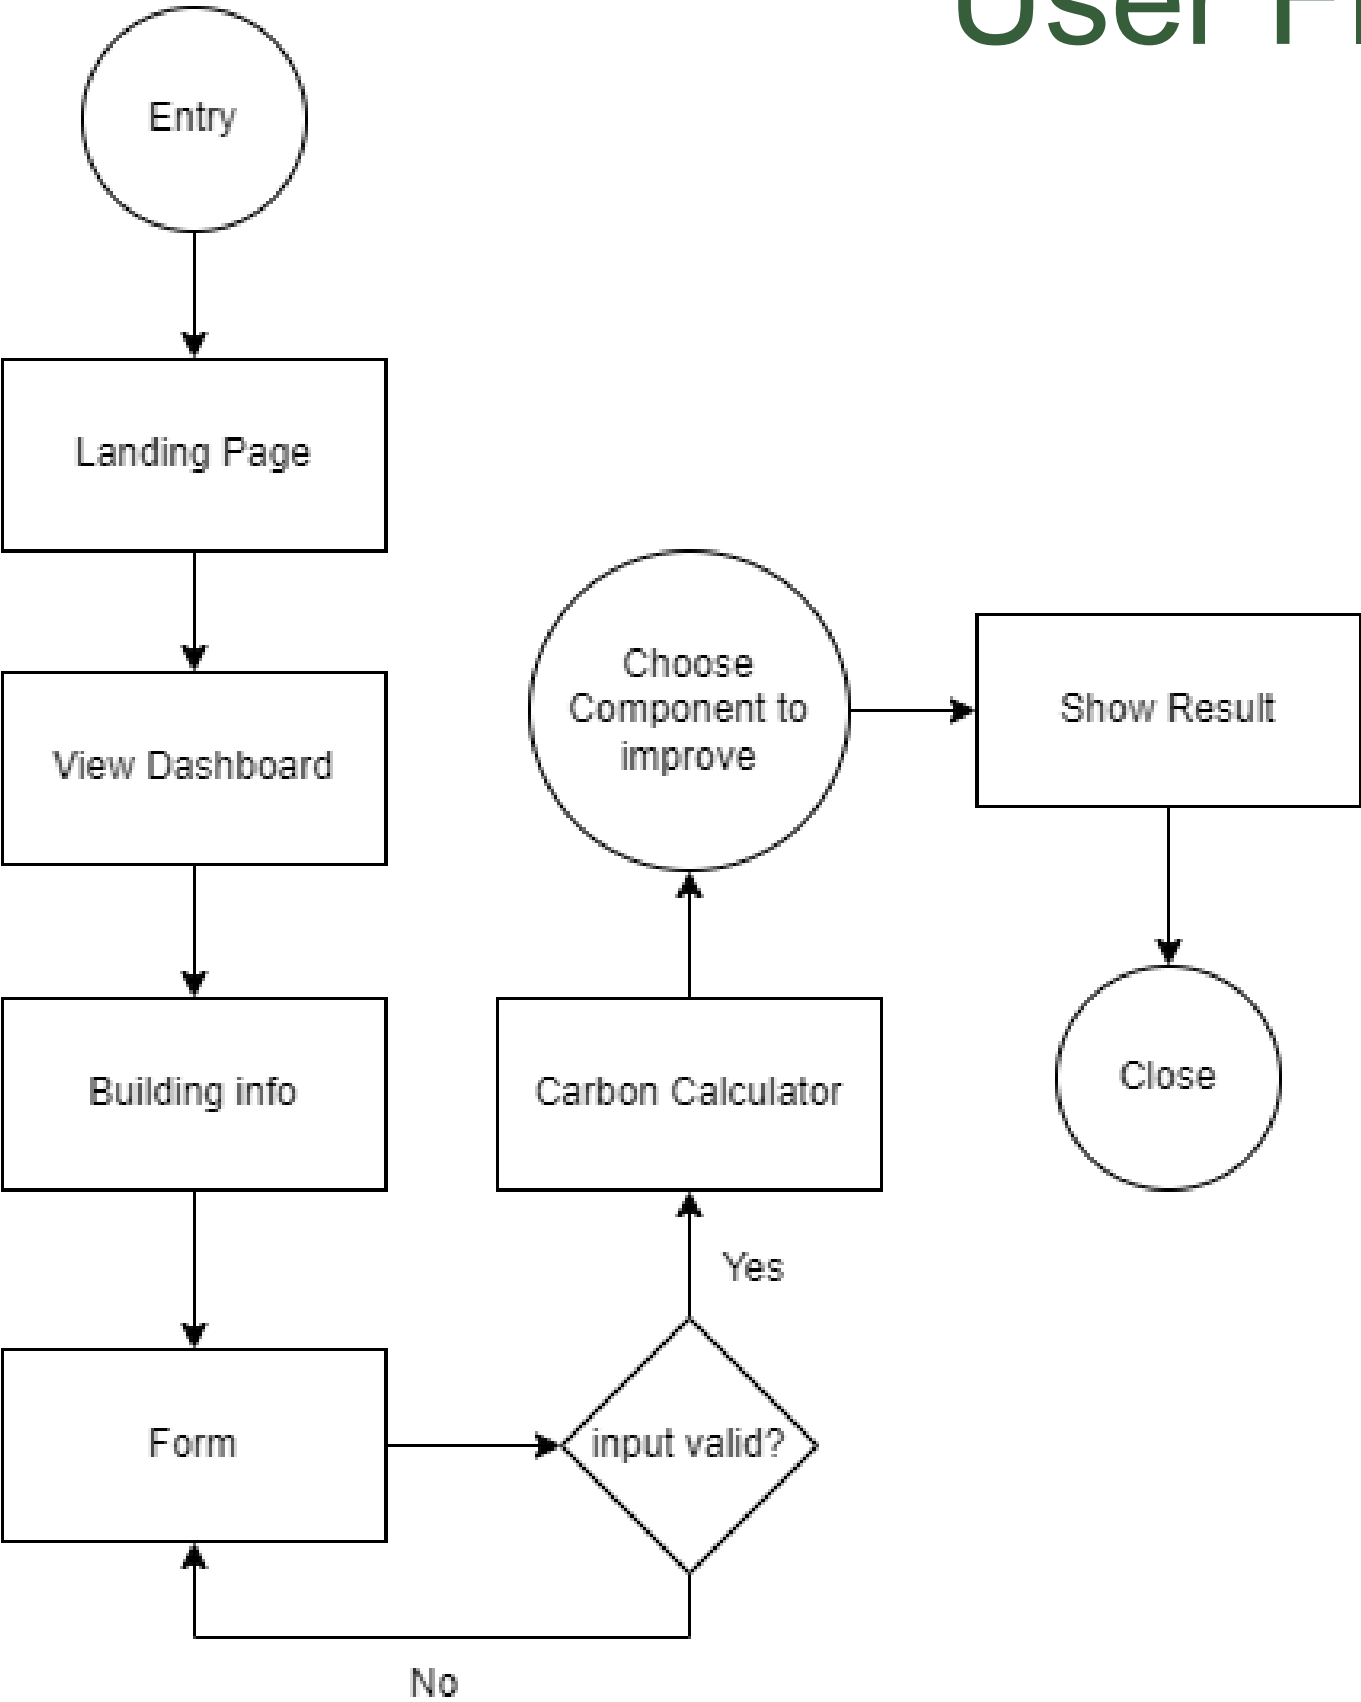 User
Entry
Landing Page
View Dashboard
Building info
Form
input valid?
No
Yes
Carbon Calculator
Choose
Component to
improve
Show Result
Close